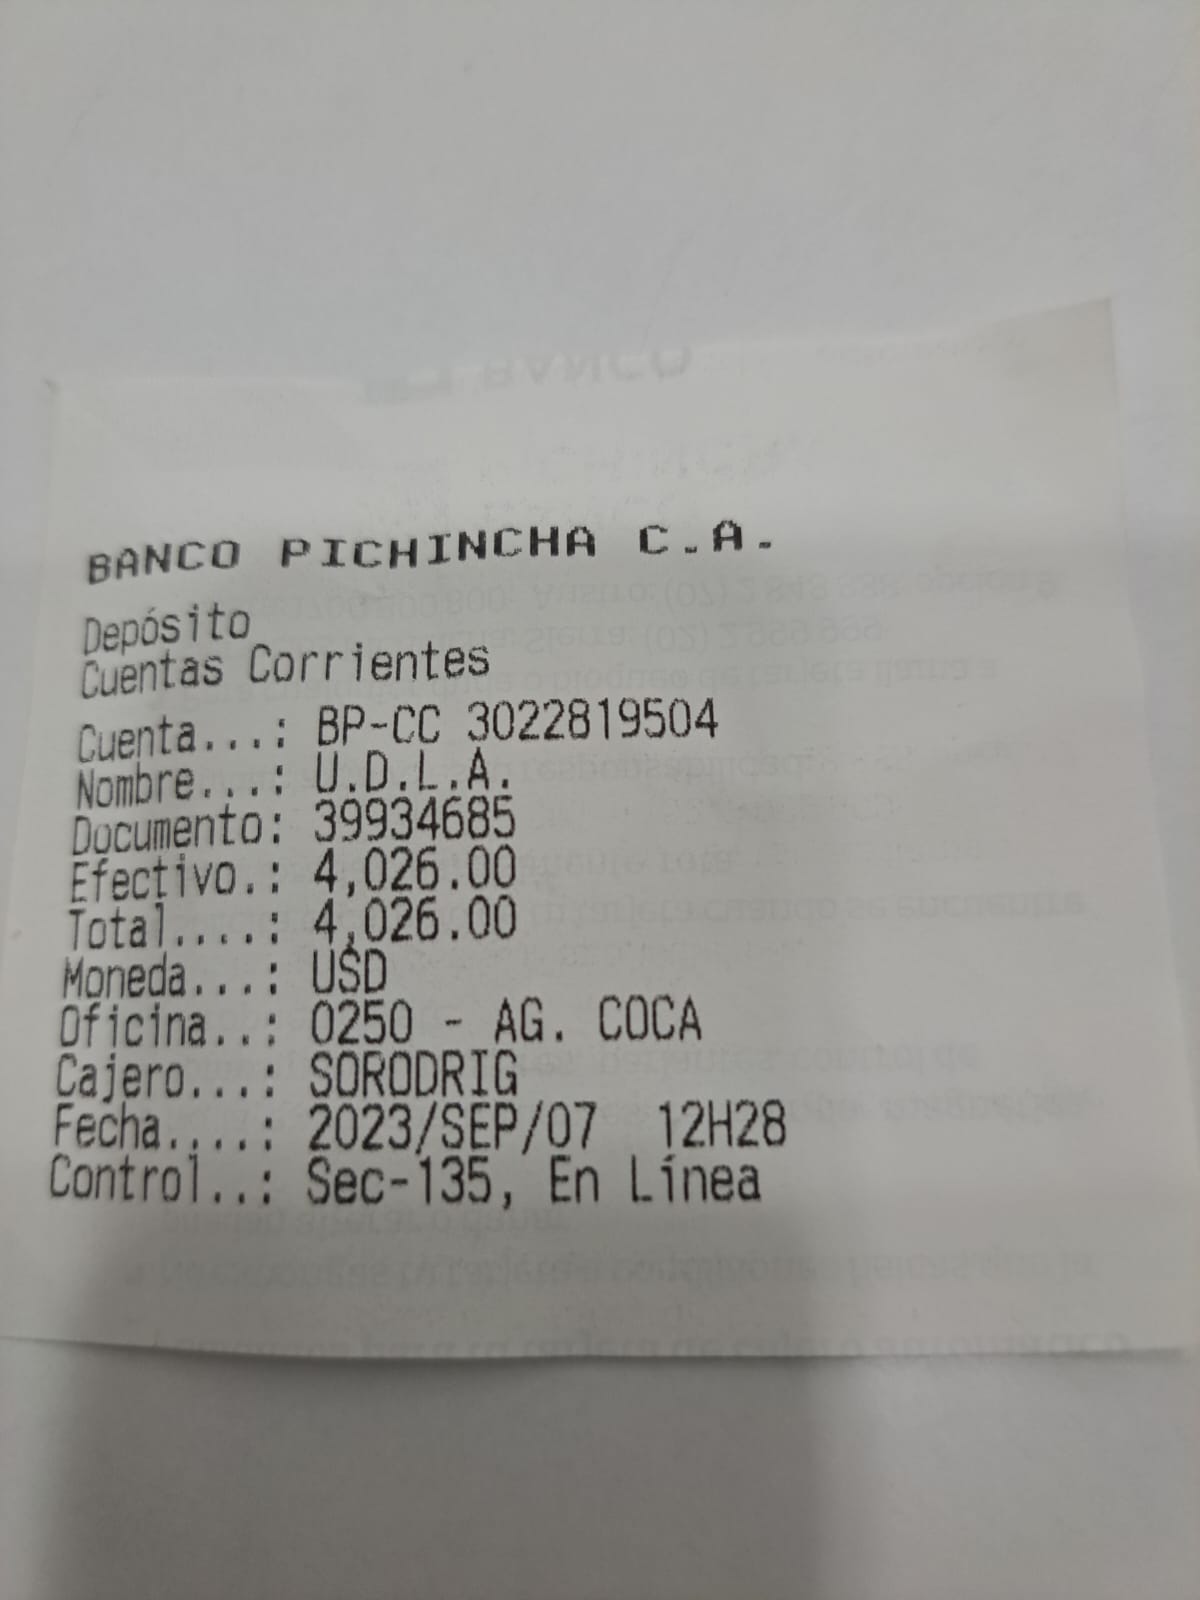 BANCO PICHINCHA C.A.
Depósito
Cuentas Corrientes
Cuenta...: BP-CC 3022819504
Nombre...: U.D.L.A.
Documento: 39934685
Efectivo.: 4,026.00
Total....: 4,026.00
Moneda...: USD
Oficina..: 0250 - AG. COCA
Cajero...: SORODRIG
Fecha....: 2023/SEP/07 12H28
Control..: Sec-135, En Línea